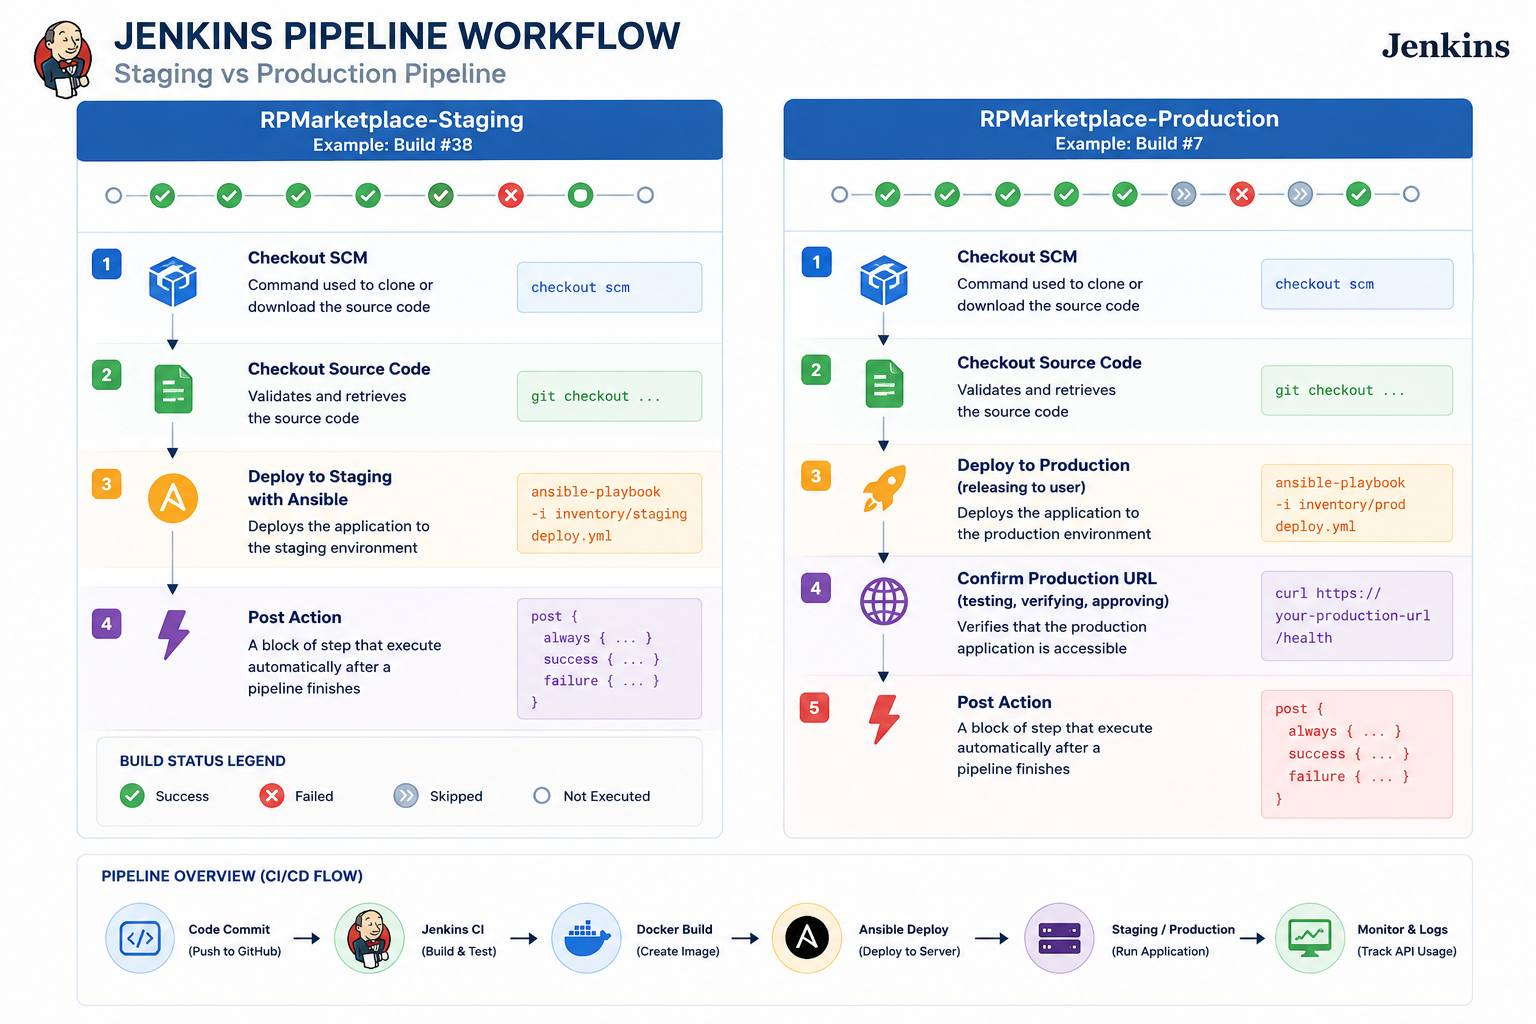 JENKINS PIPELINE WORKFLOW
Staging vs Production Pipeline
Jenkins
RPMarketplace-Staging
Example: Build #38
1
Checkout SCM
Command used to clone or
download the source code
checkout scm
2
Checkout Source Code
Validates and retrieves
the source code
git checkout ...
3
Deploy to Staging
with Ansible
Deploys the application to
the staging environment
ansible-playbook
-i inventory/staging
deploy.yml
4
Post Action
A block of step that execute
automatically after a
pipeline finishes
post {
  always { ... }
  success { ... }
  failure { ... }
}
BUILD STATUS LEGEND
Success
Failed
Skipped
Not Executed
RPMarketplace-Production
Example: Build #7
1
Checkout SCM
Command used to clone or
download the source code
checkout scm
2
Checkout Source Code
Validates and retrieves
the source code
git checkout ...
3
Deploy to Production
(releasing to user)
Deploys the application to
the production environment
ansible-playbook
-i inventory/prod
deploy.yml
4
Confirm Production URL
(testing, verifying, approving)
Verifies that the production
application is accessible
curl https://
your-production-url
/health
5
Post Action
A block of step that execute
automatically after a
pipeline finishes
post {
  always { ... }
  success { ... }
  failure { ... }
}
PIPELINE OVERVIEW (CI/CD FLOW)
</>
Code Commit
(Push to GitHub)
Jenkins CI
(Build & Test)
Docker Build
(Create Image)
Ansible Deploy
(Deploy to Server)
Staging / Production
(Run Application)
Monitor & Logs
(Track API Usage)